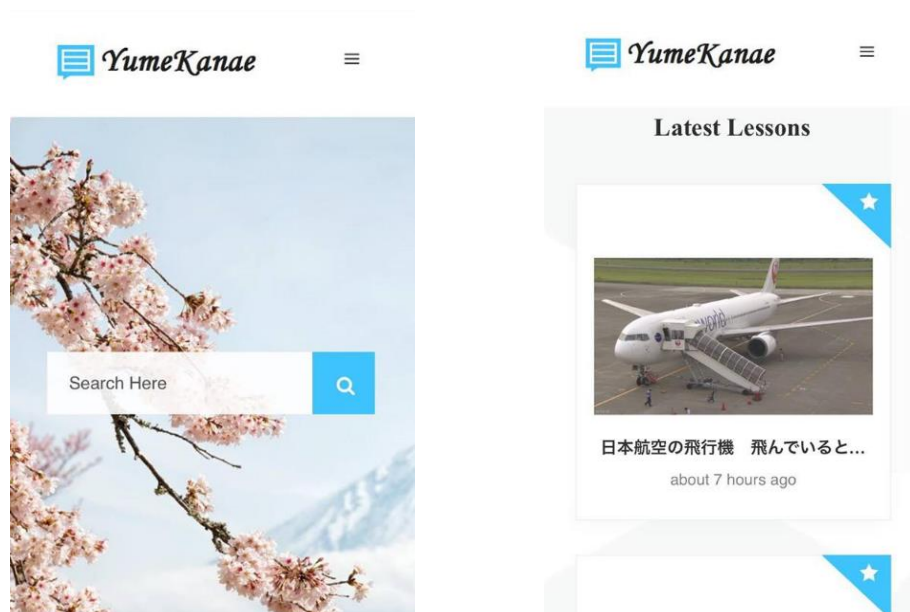 YumeKanae
Search Here
YumeKanae
Latest Lessons
world
日本航空の飛行機　飛んでいると...
about 7 hours ago